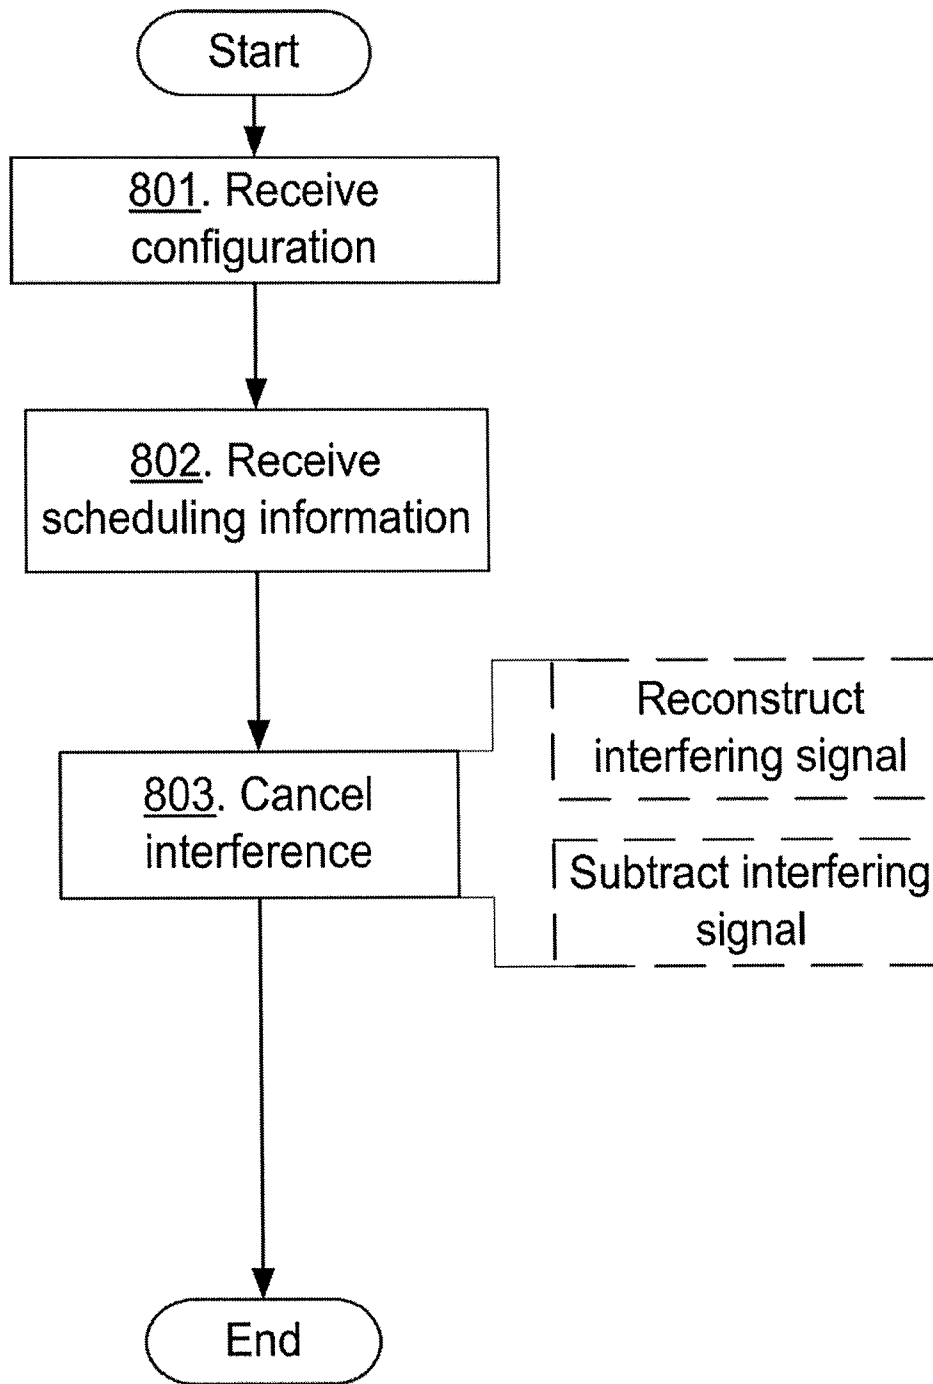 Start
801. Receive
configuration
802. Receive
scheduling information
803. Cancel
interference
Reconstruct
interfering signal
Subtract interfering
signal
End